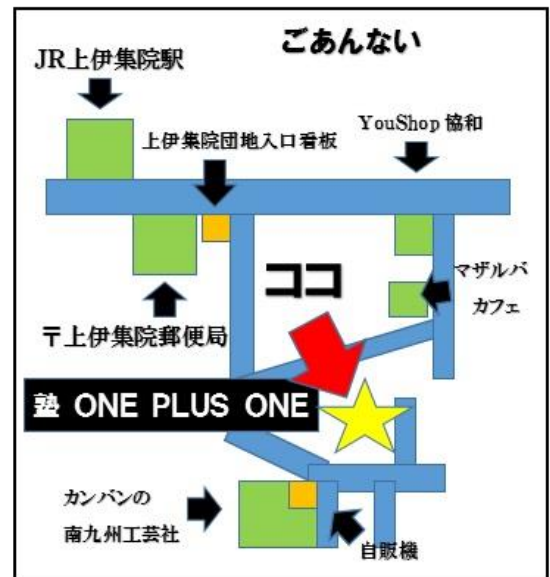 ごあんない
JR上伊集院駅
上伊集院団地入口看板
YouShop 協和
ココ
マザルバ
カフェ
〒上伊集院郵便局
塾 ONE PLUS ONE
カンバンの
南九州工芸社
自販機